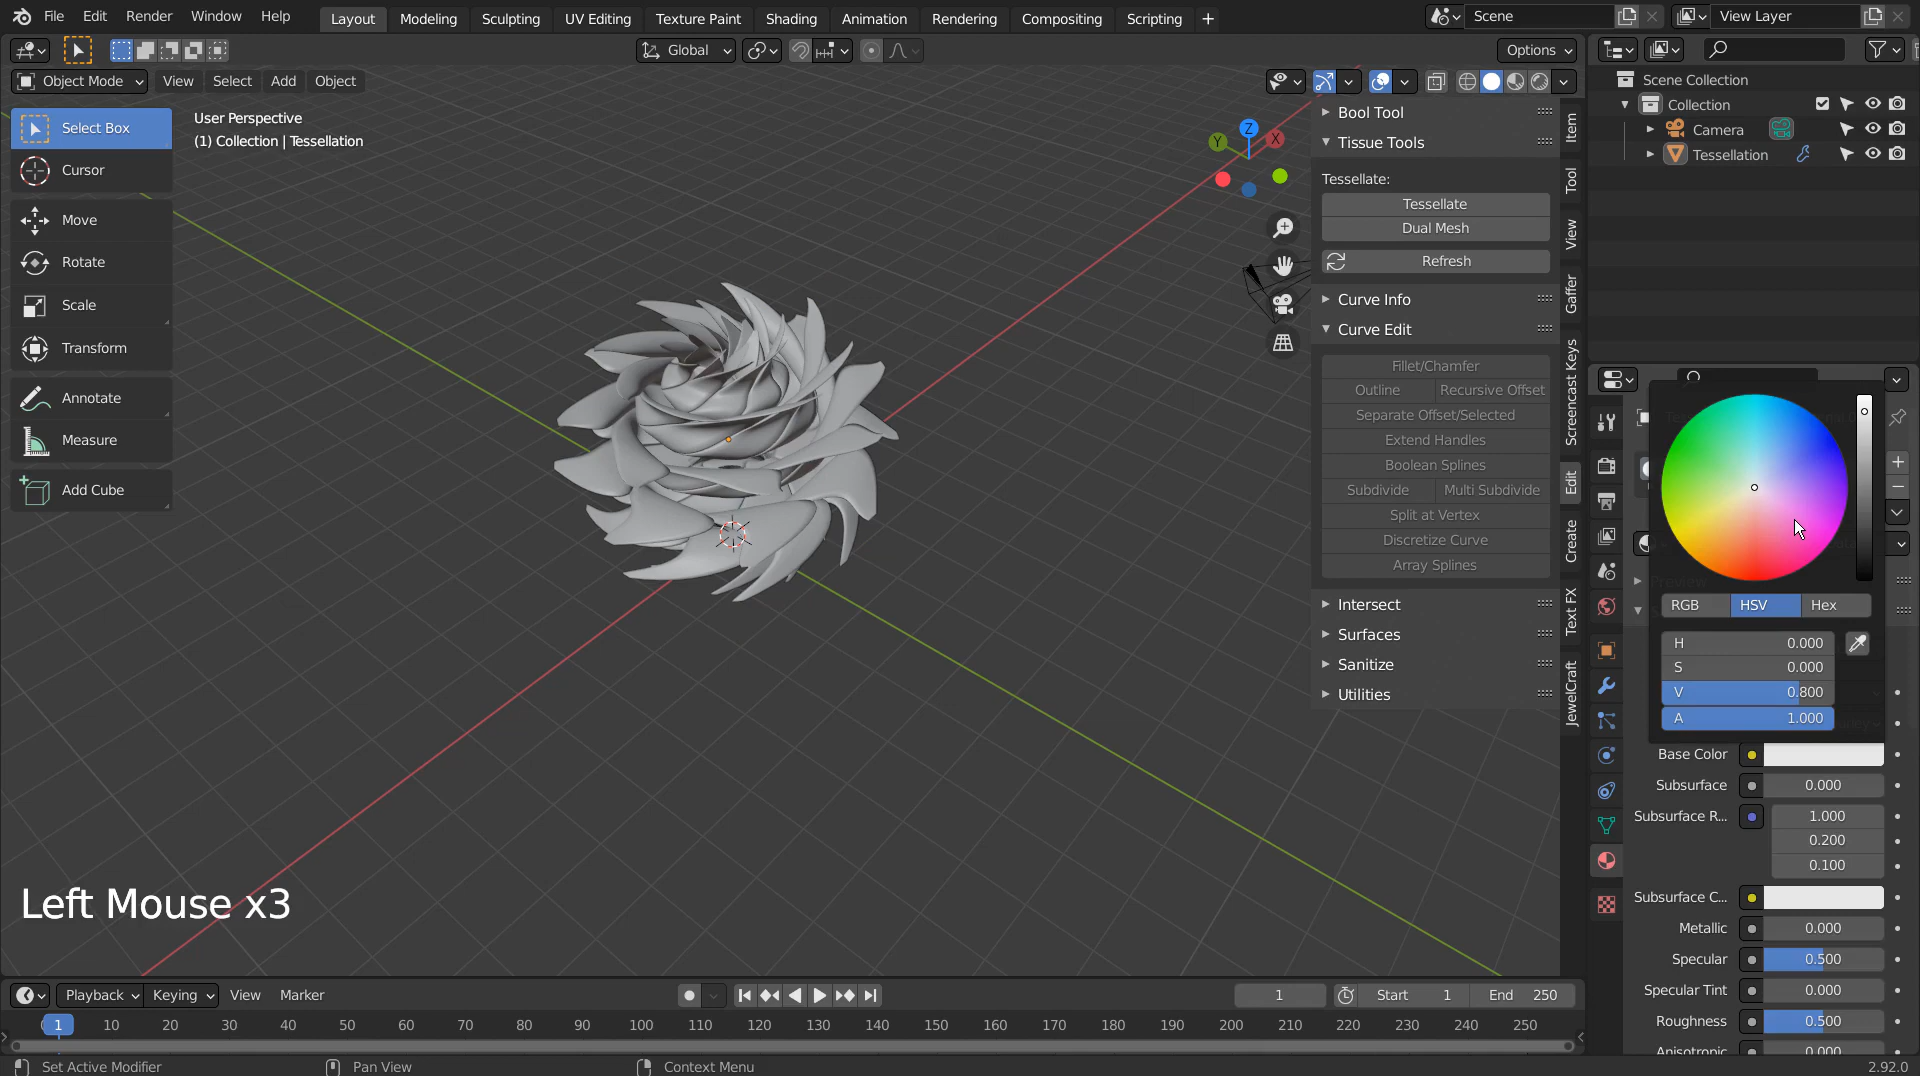 File Edit Render Window Help
Layout Modeling Sculpting UV Editing Texture Paint Shading Animation Rendering Compositing Scripting +
Scene
View Layer
Global
Options
Object Mode View Select Add Object
Select Box
Cursor
Move
Rotate
Scale
Transform
Annotate
Measure
Add Cube
User Perspective
(1) Collection | Tessellation
Z
Y
X
Bool Tool
Tissue Tools
Tessellate:
Tessellate
Dual Mesh
Refresh
Curve Info
Curve Edit
Fillet/Chamfer
Outline Recursive Offset
Separate Offset/Selected
Extend Handles
Boolean Splines
Subdivide Multi Subdivide
Split at Vertex
Discretize Curve
Array Splines
Intersect
Surfaces
Sanitize
Utilities
Item
Tool
View
Gaffer
Screencast Keys
Edit
Create
Text FX
JewelCraft
Scene Collection
Collection
Camera
Tessellation
RGB HSV Hex
H 0.000
S 0.000
V 0.800
A 1.000
Base Color
Subsurface 0.000
Subsurface R... 1.000
0.200
0.100
Subsurface C...
Metallic 0.000
Specular 0.500
Specular Tint 0.000
Roughness 0.500
Anisotropic 0.000
Left Mouse x3
Playback Keying View Marker
1
Start 1
End 250
1 10 20 30 40 50 60 70 80 90 100 110 120 130 140 150 160 170 180 190 200 210 220 230 240 250
Set Active Modifier
Pan View
Context Menu
2.92.0